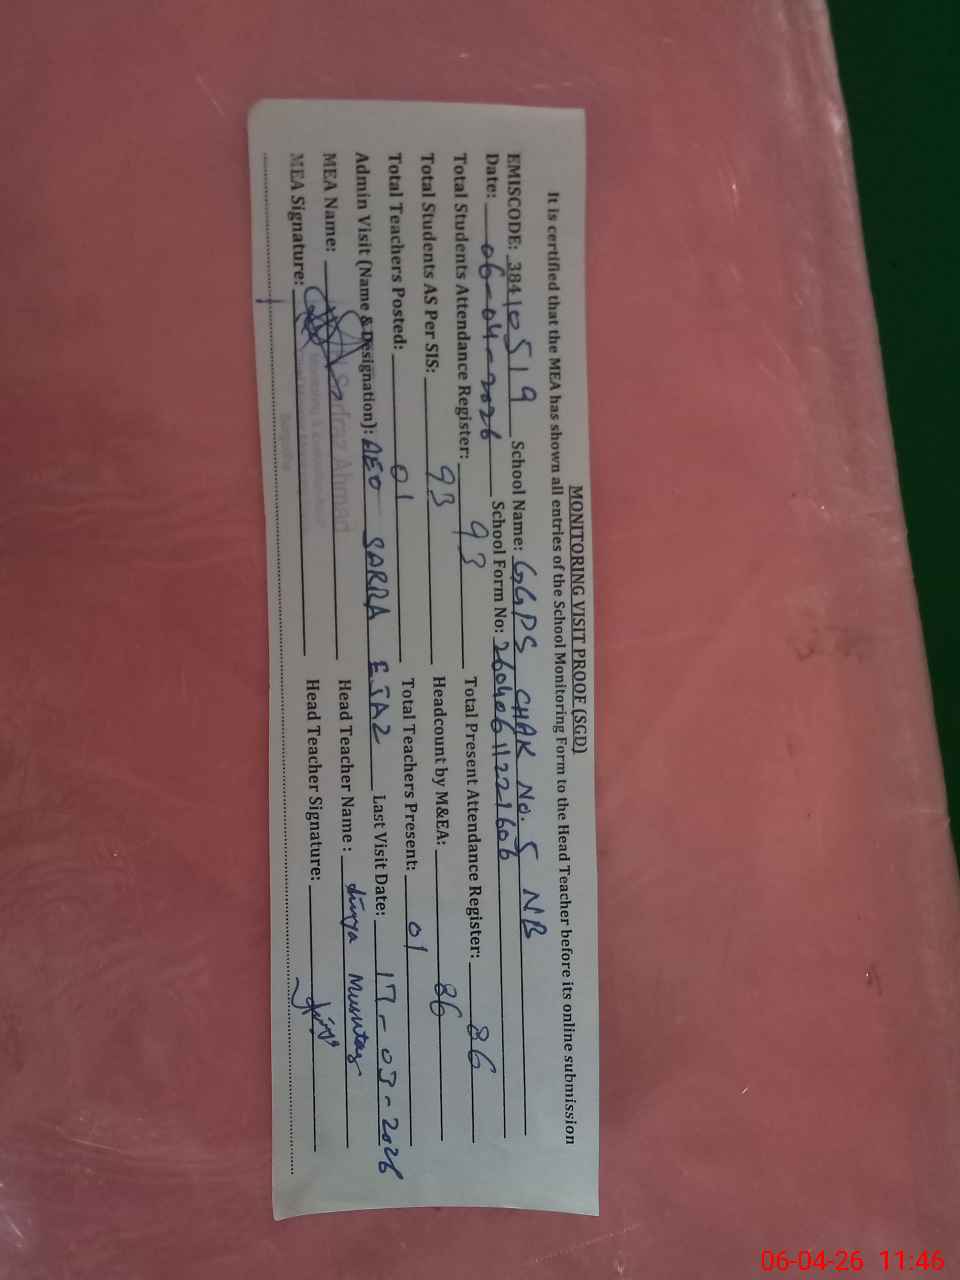 MONITORING VISIT PROOF (SGD)
It is certified that the MEA has shown all entries of the School Monitoring Form to the Head Teacher before its online submission
EMISCODE: 38410519 School Name: GGPS CHAK No. 5 NB
Date: 06-04-2026 School Form No: 26040611221606
Total Students Attendance Register: 93 Total Present Attendance Register: 86
Total Students AS Per SIS: 93 Headcount by M&EA: 86
Total Teachers Posted: 01 Total Teachers Present: 01
Admin Visit (Name & Designation): AEO SARRA EJAZ Last Visit Date: 17-03-2026
MEA Name: Sarfraz Ahmad Head Teacher Name: Mumtaz
MEA Signature: Head Teacher Signature:
06-04-26 11:46